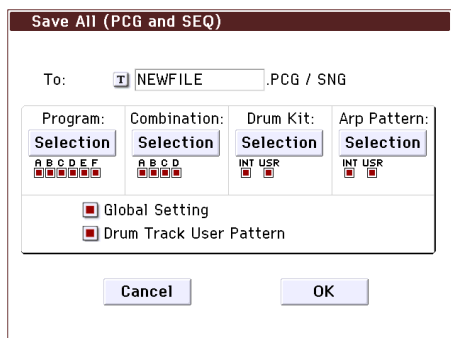 Save All (PCG and SEQ)
To: T NEWFILE .PCG / SNG
Program: Combination: Drum Kit: Arp Pattern:
Selection Selection Selection Selection
A B C D E F A B C D INT USR INT USR
Global Setting
Drum Track User Pattern
Cancel OK